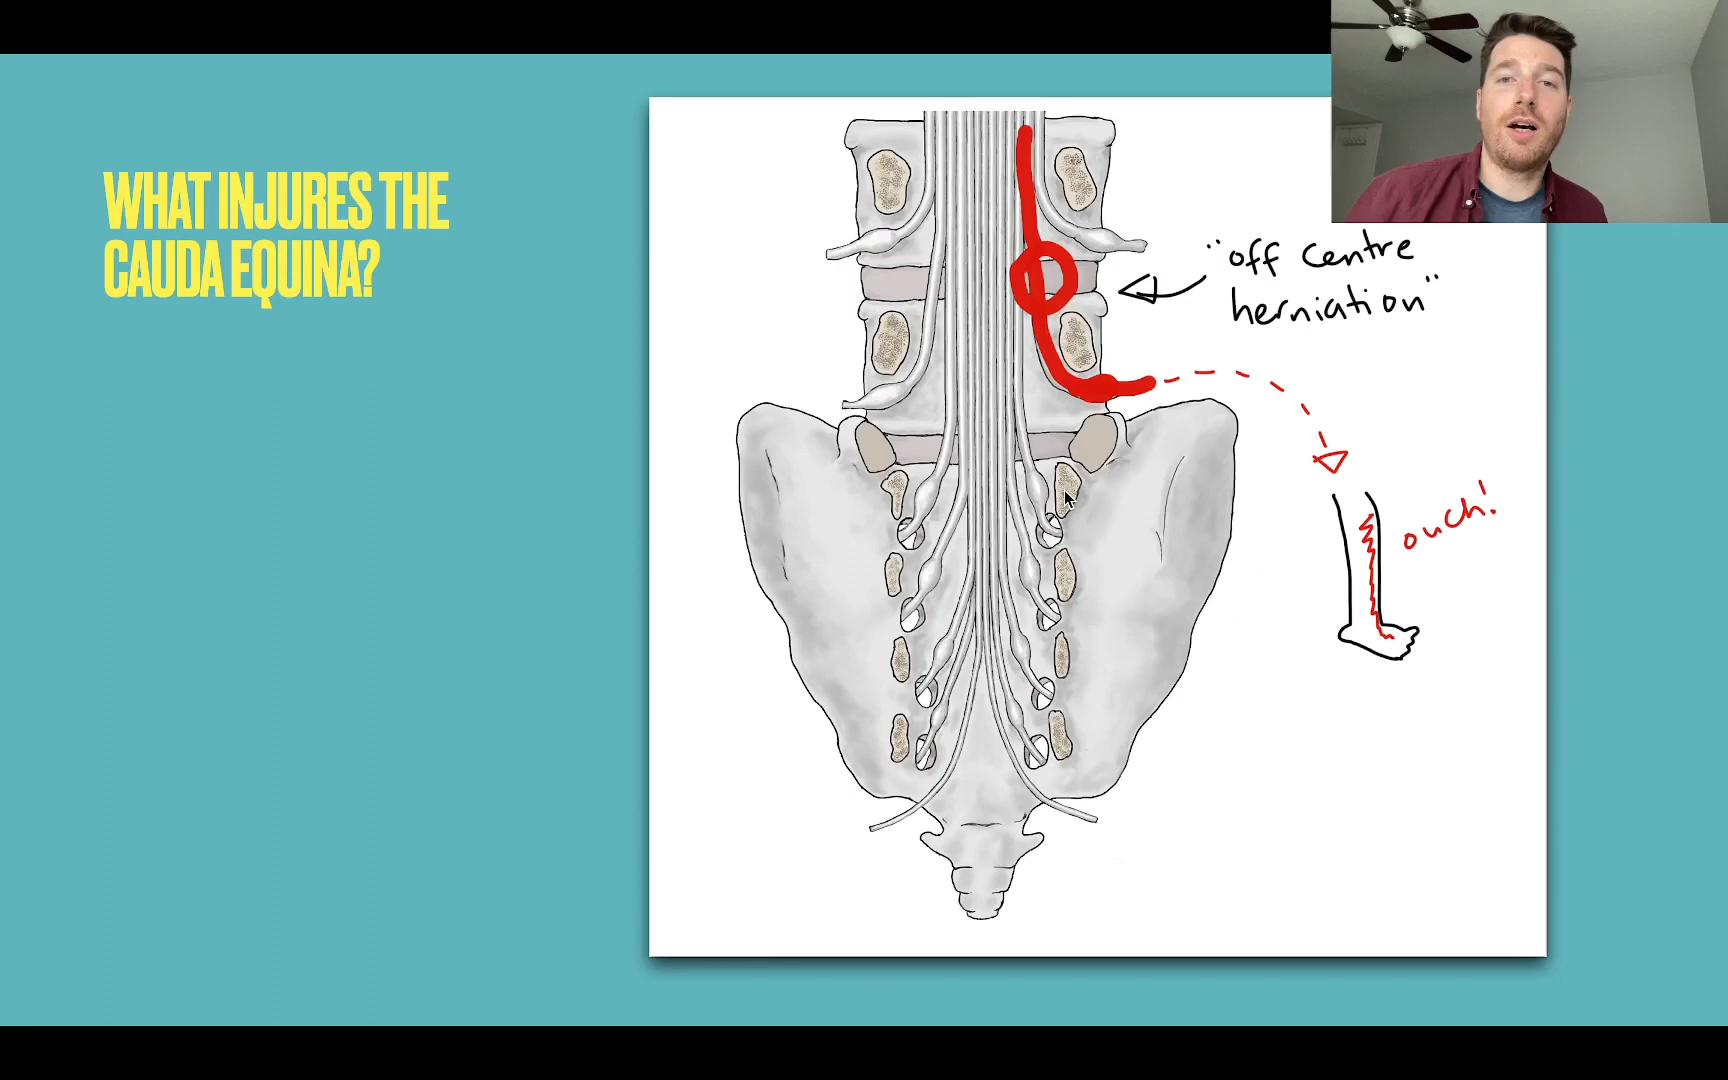 WHAT INJURES THE
CAUDA EQUINA?
"off centre
herniation"
ouch!